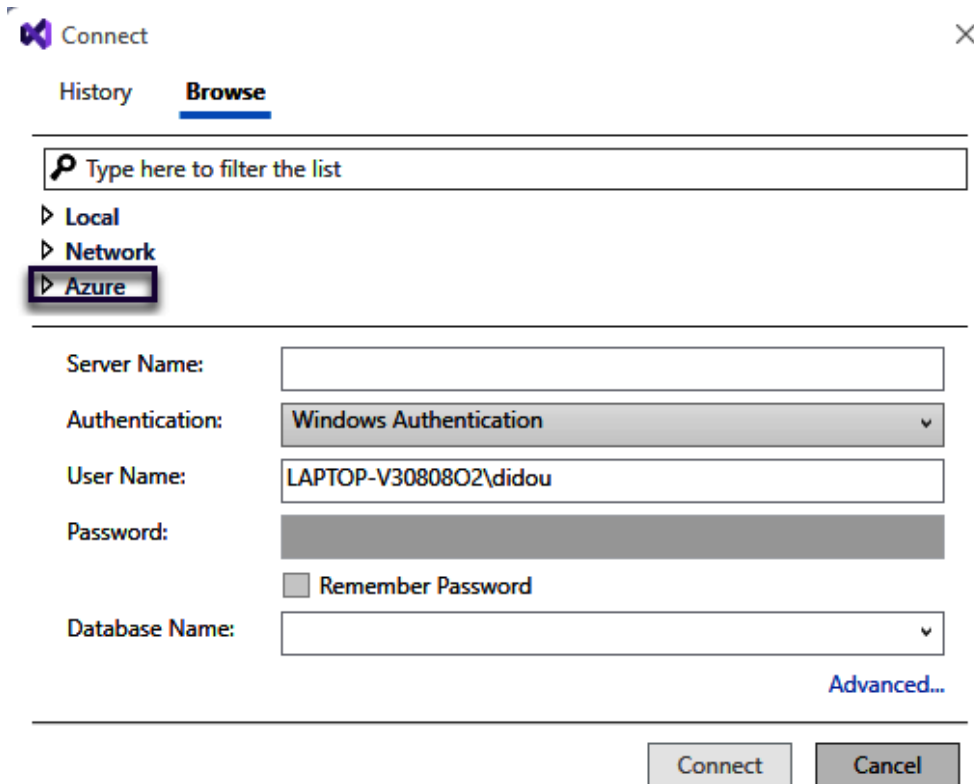 Connect
History Browse
Type here to filter the list
Local
Network
Azure
Server Name:
Authentication: Windows Authentication
User Name: LAPTOP-V30808O2\didou
Password:
Remember Password
Database Name:
Advanced...
Connect Cancel